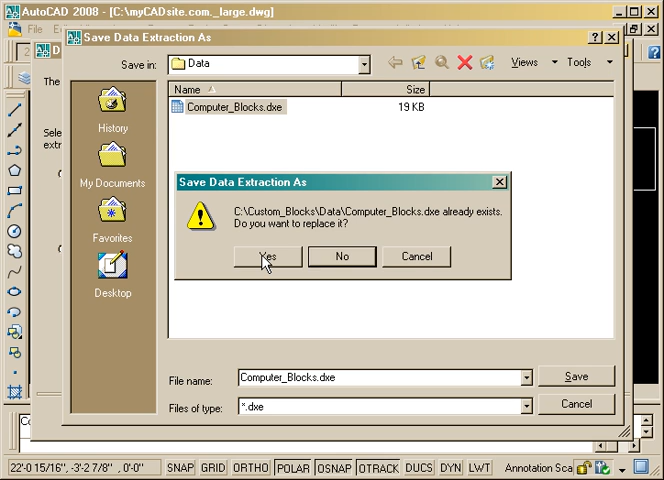 AutoCAD 2008 - [C:\myCADsite.com._large.dwg]
File
Save Data Extraction As
Save in:
Data
Views
Tools
The
Name
Size
Computer_Blocks.dxe
19 KB
History
My Documents
Favorites
Desktop
Save Data Extraction As
C:\Custom_Blocks\Data\Computer_Blocks.dxe already exists.
Do you want to replace it?
Yes
No
Cancel
File name:
Computer_Blocks.dxe
Save
Files of type:
*.dxe
Cancel
22'-0 15/16", -3'-2 7/8" , 0'-0"
SNAP
GRID
ORTHO
POLAR
OSNAP
OTRACK
DUCS
DYN
LWT
Annotation Sca